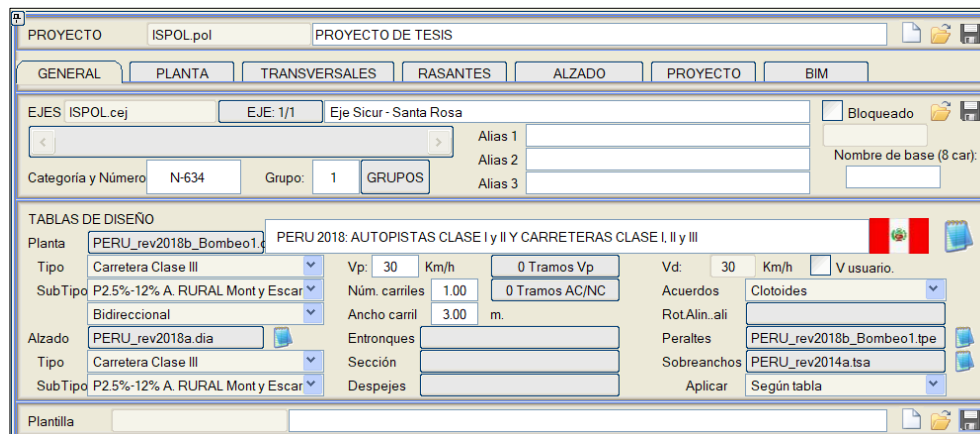 PROYECTO ISPOL.pol PROYECTO DE TESIS
GENERAL PLANTA TRANSVERSALES RASANTES ALZADO PROYECTO BIM
EJES ISPOL.cej EJE: 1/1 Eje Sicur - Santa Rosa Bloqueado
Alias 1
Alias 2 Nombre de base (8 car):
Categoría y Número N-634 Grupo: 1 GRUPOS Alias 3
TABLAS DE DISEÑO
Planta PERU_rev2018b_Bombeo1.c PERU 2018: AUTOPISTAS CLASE I y II Y CARRETERAS CLASE I, II y III
Tipo Carretera Clase III Vp: 30 Km/h 0 Tramos Vp Vd: 30 Km/h V usuario.
SubTipo P2.5%-12% A. RURAL Mont y Escar Núm. carriles 1.00 0 Tramos AC/NC Acuerdos Clotoides
Bidireccional Ancho carril 3.00 m. Rot.Alin..ali
Alzado PERU_rev2018a.dia Entronques Peraltes PERU_rev2018b_Bombeo1.tpe
Tipo Carretera Clase III Sección Sobreanchos PERU_rev2014a.tsa
SubTipo P2.5%-12% A. RURAL Mont y Escar Despejes Aplicar Según tabla
Plantilla